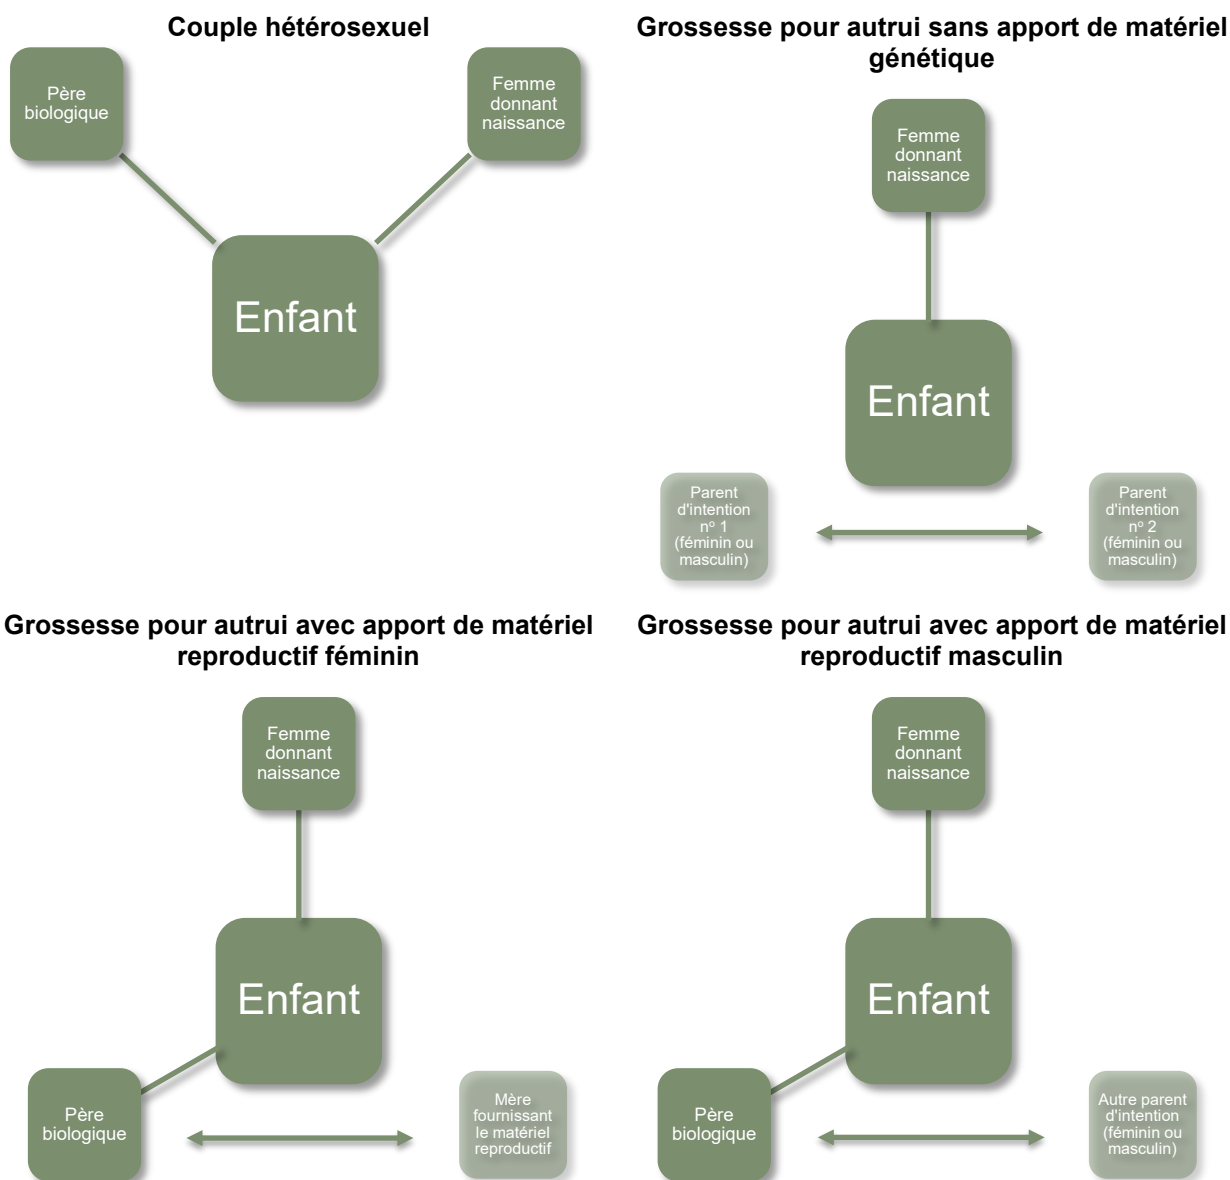 Couple hétérosexuel
Père
biologique
Femme
donnant
naissance
Enfant
Grossesse pour autrui sans apport de matériel
génétique
Femme
donnant
naissance
Enfant
Parent
d'intention
nº 1
(féminin ou
masculin)
Parent
d'intention
nº 2
(féminin ou
masculin)
Grossesse pour autrui avec apport de matériel
reproductif féminin
Femme
donnant
naissance
Enfant
Père
biologique
Mère
fournissant
le matériel
reproductif
Grossesse pour autrui avec apport de matériel
reproductif masculin
Femme
donnant
naissance
Enfant
Père
biologique
Autre parent
d'intention
(féminin ou
masculin)